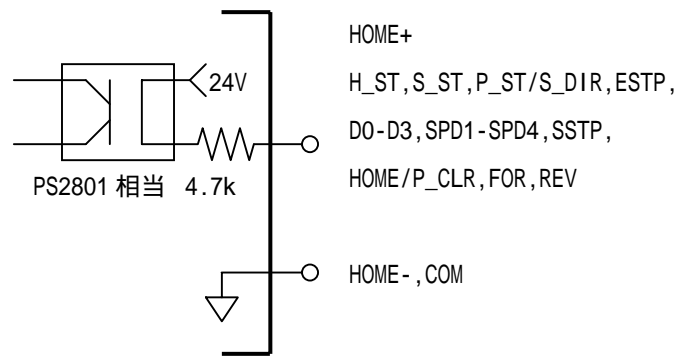 HOME+
24V
H_ST,S_ST,P_ST/S_DIR,ESTP,
D0-D3,SPD1-SPD4,SSTP,
PS2801 相当 4.7k
HOME/P_CLR,FOR,REV
HOME-,COM